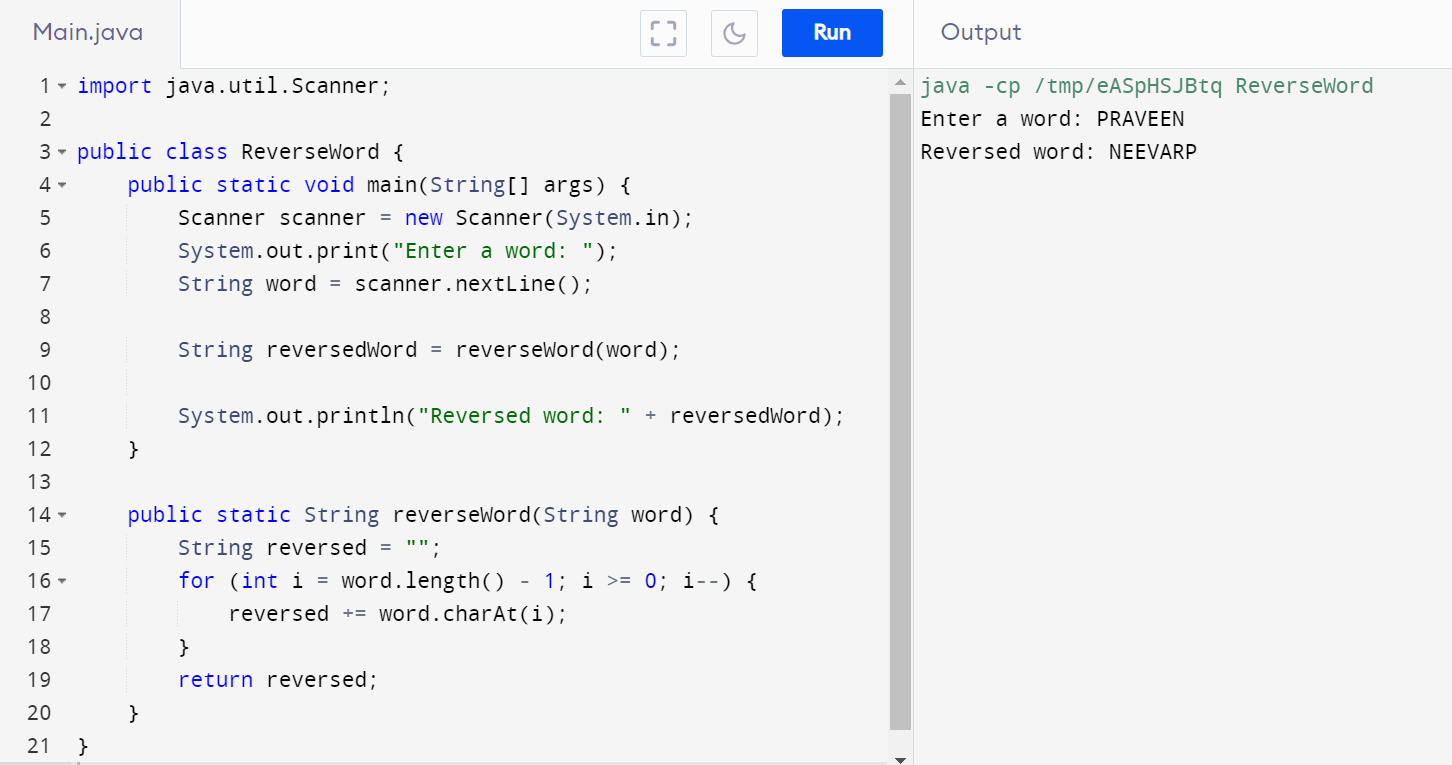 Main.java
Run
Output
1 import java.util.Scanner;
2
3 public class ReverseWord {
4     public static void main(String[] args) {
5         Scanner scanner = new Scanner(System.in);
6         System.out.print("Enter a word: ");
7         String word = scanner.nextLine();
8
9         String reversedWord = reverseWord(word);
10
11         System.out.println("Reversed word: " + reversedWord);
12     }
13
14     public static String reverseWord(String word) {
15         String reversed = "";
16         for (int i = word.length() - 1; i >= 0; i--) {
17             reversed += word.charAt(i);
18         }
19         return reversed;
20     }
21 }
java -cp /tmp/eASpHSJBtq ReverseWord
Enter a word: PRAVEEN
Reversed word: NEEVARP